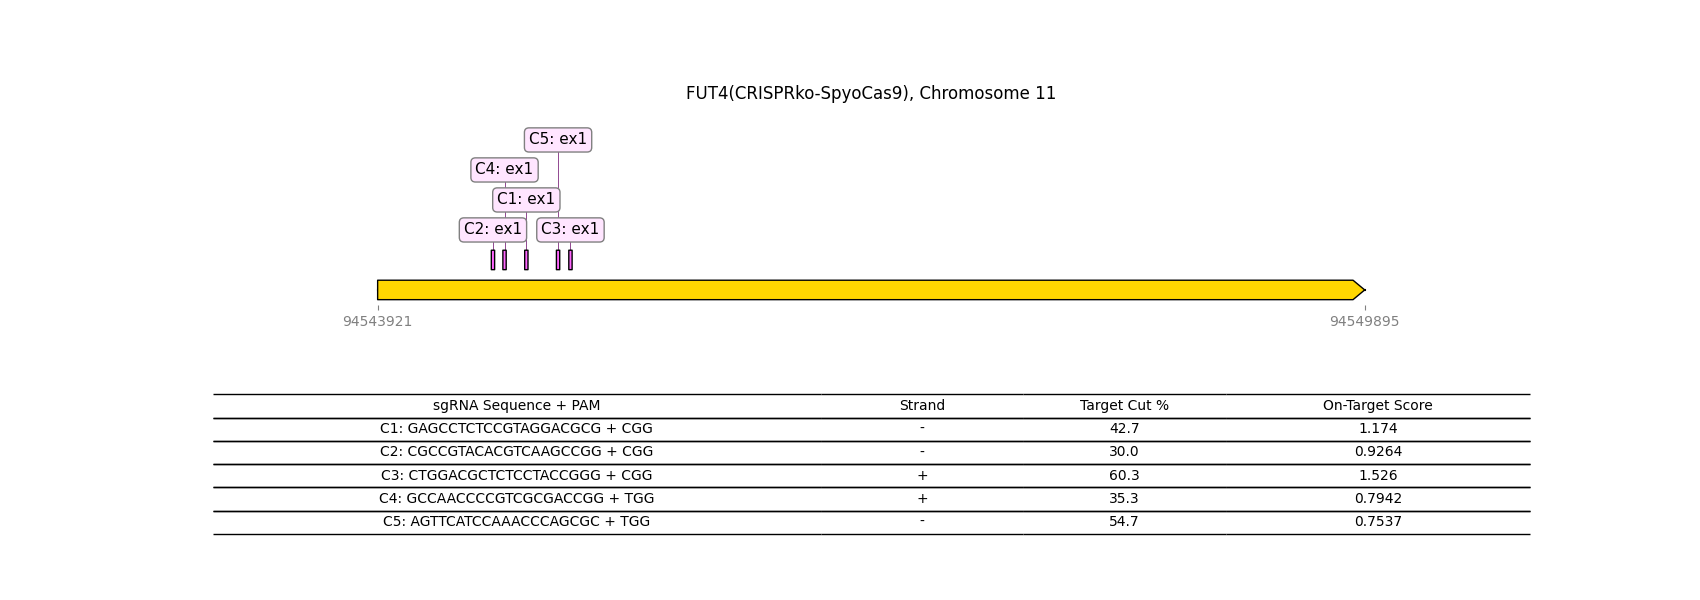 FUT4(CRISPRko-SpyoCas9), Chromosome 11
C5: ex1
C4: ex1
C1: ex1
C2: ex1 C3: ex1
94543921 94549895
sgRNA Sequence + PAM Strand Target Cut % On-Target Score
C1: GAGCCTCTCCGTAGGACGCG + CGG - 42.7 1.174
C2: CGCCGTACACGTCAAGCCGG + CGG - 30.0 0.9264
C3: CTGGACGCTCTCCTACCGGG + CGG + 60.3 1.526
C4: GCCAACCCCGTCGCGACCGG + TGG + 35.3 0.7942
C5: AGTTCATCCAAACCCAGCGC + TGG - 54.7 0.7537